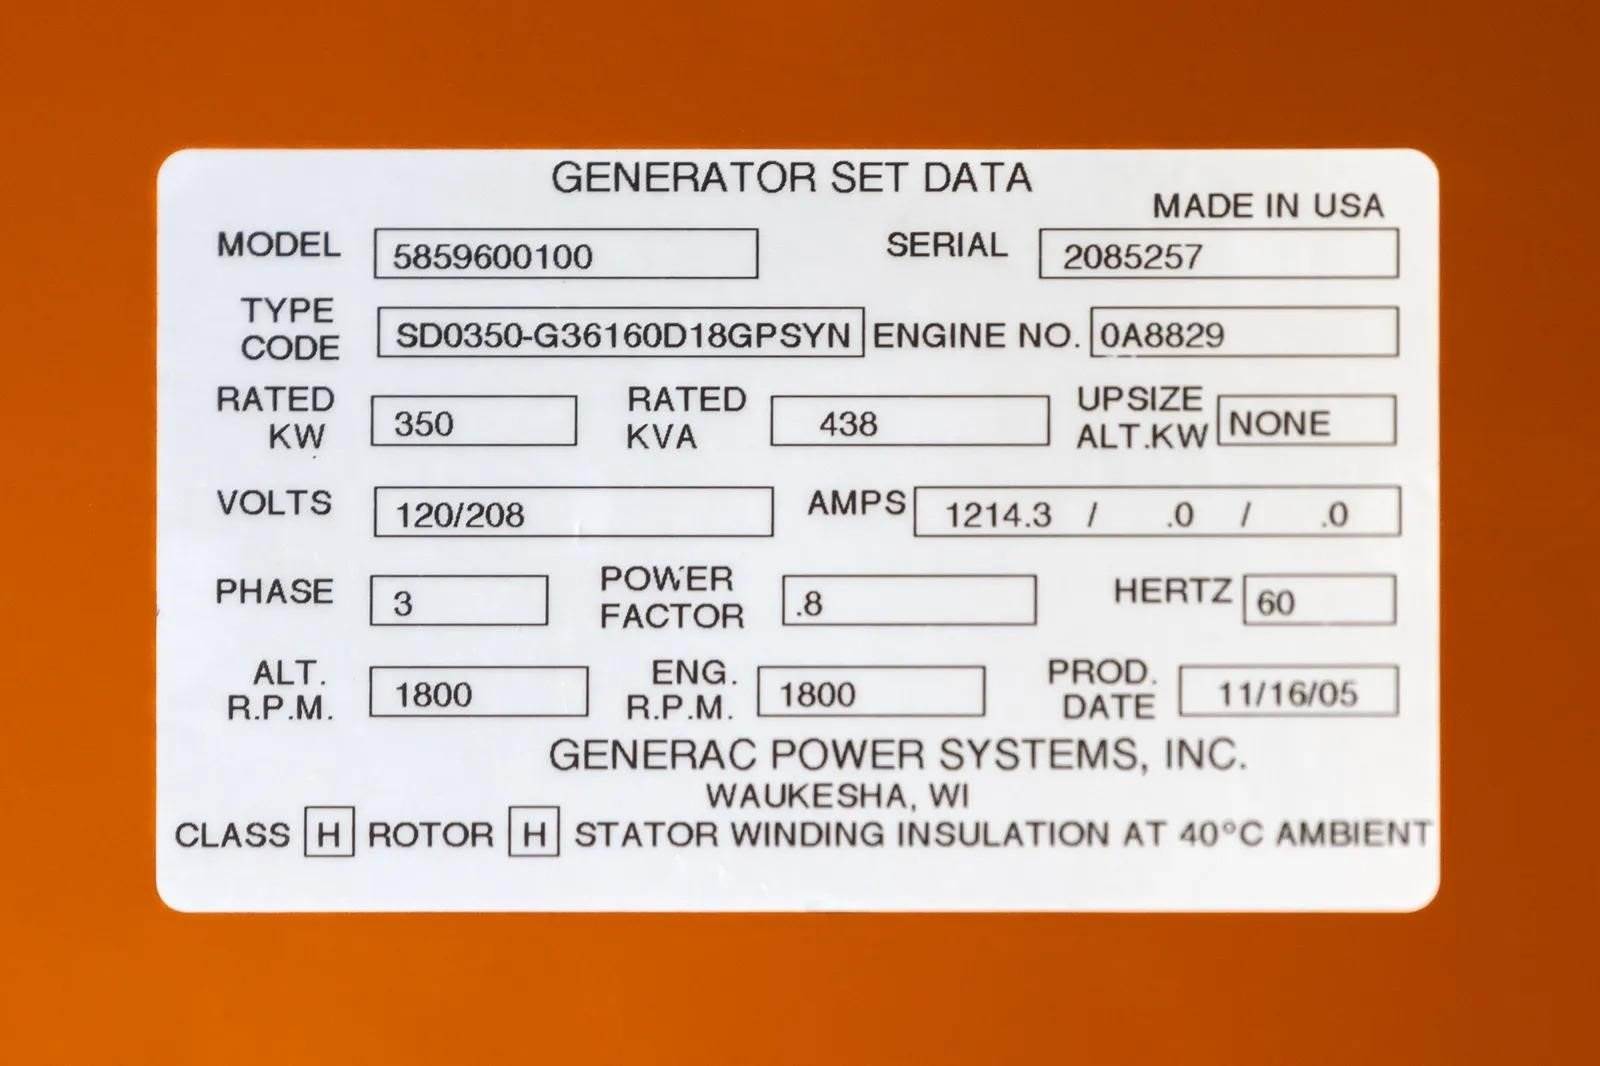 GENERATOR SET DATA
MADE IN USA
MODEL 5859600100 SERIAL 2085257
TYPE CODE SD0350-G36160D18GPSYN ENGINE NO. 0A8829
RATED KW 350 RATED KVA 438 UPSIZE ALT.KW NONE
VOLTS 120/208 AMPS 1214.3 / .0 / .0
PHASE 3 POWER FACTOR .8 HERTZ 60
ALT. R.P.M. 1800 ENG. R.P.M. 1800 PROD. DATE 11/16/05
GENERAC POWER SYSTEMS, INC.
WAUKESHA, WI
CLASS H ROTOR H STATOR WINDING INSULATION AT 40°C AMBIENT